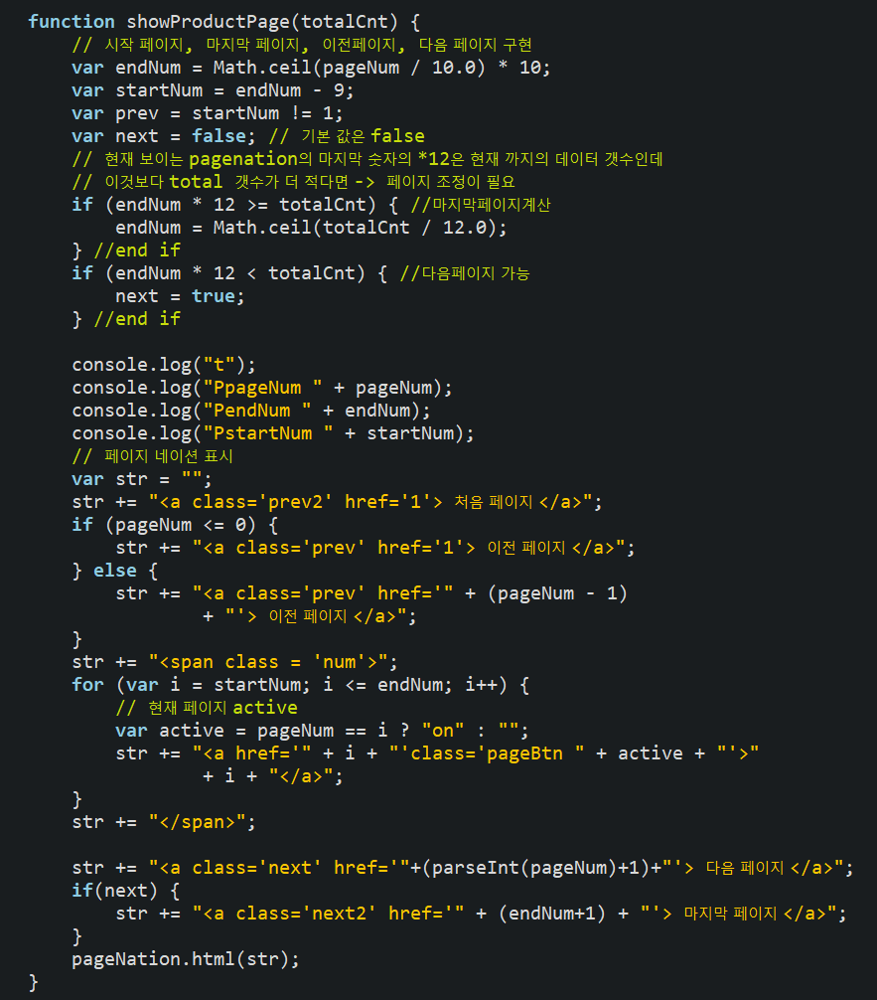 function showProductPage(totalCnt) {
    // 시작 페이지, 마지막 페이지, 이전페이지, 다음 페이지 구현
    var endNum = Math.ceil(pageNum / 10.0) * 10;
    var startNum = endNum - 9;
    var prev = startNum != 1;
    var next = false; // 기본 값은 false
    // 현재 보이는 pagenation의 마지막 숫자의 *12은 현재 까지의 데이터 갯수인데
    // 이것보다 total 갯수가 더 적다면 -> 페이지 조정이 필요
    if (endNum * 12 >= totalCnt) { //마지막페이지계산
        endNum = Math.ceil(totalCnt / 12.0);
    } //end if
    if (endNum * 12 < totalCnt) { //다음페이지 가능
        next = true;
    } //end if

    console.log("t");
    console.log("PpageNum " + pageNum);
    console.log("PendNum " + endNum);
    console.log("PstartNum " + startNum);
    // 페이지 네이션 표시
    var str = "";
    str += "<a class='prev2' href='1'> 처음 페이지 </a>";
    if (pageNum <= 0) {
        str += "<a class='prev' href='1'> 이전 페이지 </a>";
    } else {
        str += "<a class='prev' href='" + (pageNum - 1)
                + "'> 이전 페이지 </a>";
    }
    str += "<span class = 'num'>";
    for (var i = startNum; i <= endNum; i++) {
        // 현재 페이지 active
        var active = pageNum == i ? "on" : "";
        str += "<a href='" + i + "'class='pageBtn " + active + "'>"
                + i + "</a>";
    }
    str += "</span>";

    str += "<a class='next' href='"+(parseInt(pageNum)+1)+"'> 다음 페이지 </a>";
    if(next) {
        str += "<a class='next2' href='" + (endNum+1) + "'> 마지막 페이지 </a>";
    }
    pageNation.html(str);
}